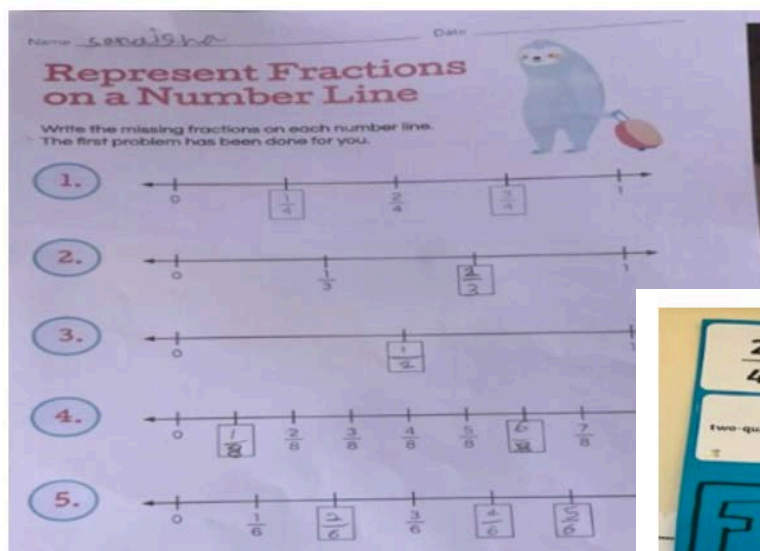 Name sanaisha Date
Represent Fractions
on a Number Line
Write the missing fractions on each number line.
The first problem has been done for you.
1. 0 1/4 2/4 3/4 1
2. 0 1/3 2/3 1
3. 0 1/2 1
4. 0 1/8 2/8 3/8 4/8 5/8 6/8 7/8
5. 0 1/6 2/6 3/6 4/6 5/6
2
4